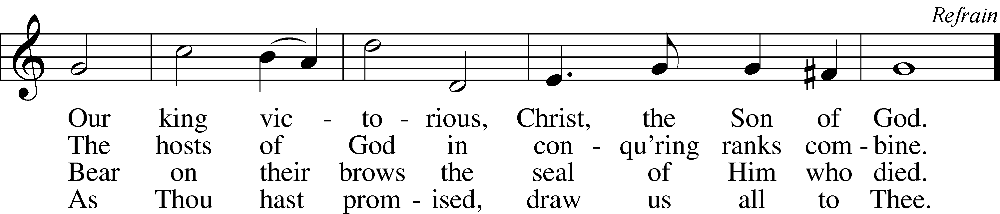 Refrain
Our king vic - to - rious, Christ, the Son of God.
The hosts of God in con - qu’ring ranks com - bine.
Bear on their brows the seal of Him who died.
As Thou hast prom - ised, draw us all to Thee.